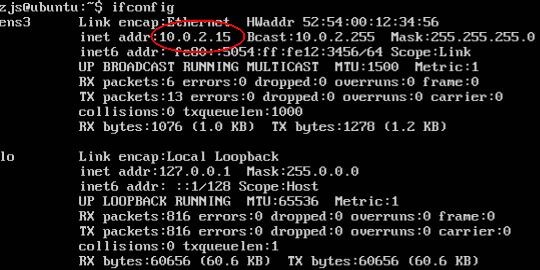 zjs@ubuntu:~$ ifconfig
ens3 Link encap:Ethernet HWaddr 52:54:00:12:34:56
inet addr:10.0.2.15 Bcast:10.0.2.255 Mask:255.255.255.0
inet6 addr: fe80::5054:ff:fe12:3456/64 Scope:Link
UP BROADCAST RUNNING MULTICAST MTU:1500 Metric:1
RX packets:6 errors:0 dropped:0 overruns:0 frame:0
TX packets:13 errors:0 dropped:0 overruns:0 carrier:0
collisions:0 txqueuelen:1000
RX bytes:1076 (1.0 KB) TX bytes:1278 (1.2 KB)
lo Link encap:Local Loopback
inet addr:127.0.0.1 Mask:255.0.0.0
inet6 addr: ::1/128 Scope:Host
UP LOOPBACK RUNNING MTU:65536 Metric:1
RX packets:816 errors:0 dropped:0 overruns:0 frame:0
TX packets:816 errors:0 dropped:0 overruns:0 carrier:0
collisions:0 txqueuelen:1
RX bytes:60656 (60.6 KB) TX bytes:60656 (60.6 KB)